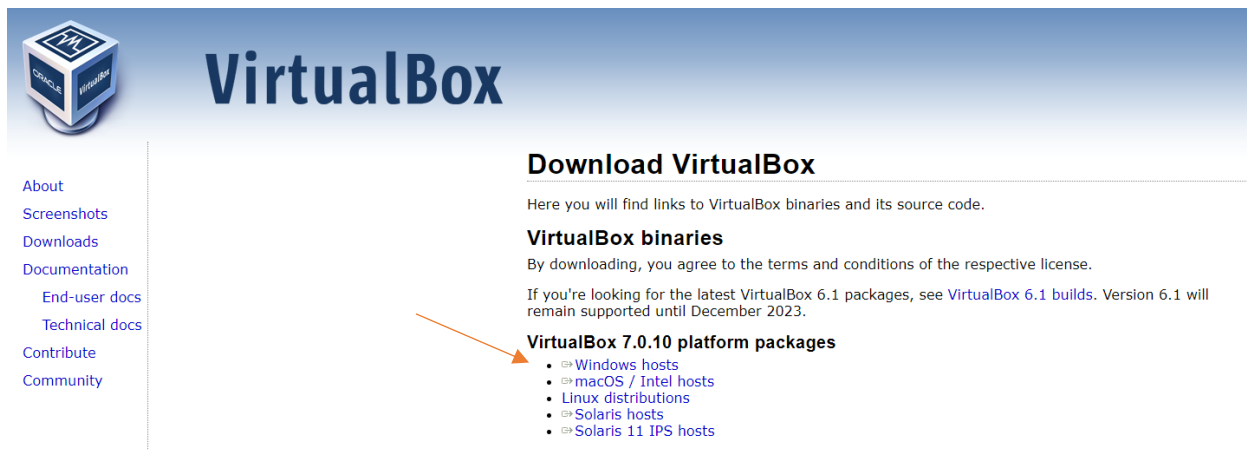 ORACLE
VirtualBox
VirtualBox
About
Screenshots
Downloads
Documentation
End-user docs
Technical docs
Contribute
Community
Download VirtualBox
Here you will find links to VirtualBox binaries and its source code.
VirtualBox binaries
By downloading, you agree to the terms and conditions of the respective license.
If you're looking for the latest VirtualBox 6.1 packages, see VirtualBox 6.1 builds. Version 6.1 will
remain supported until December 2023.
VirtualBox 7.0.10 platform packages
Windows hosts
macOS / Intel hosts
Linux distributions
Solaris hosts
Solaris 11 IPS hosts